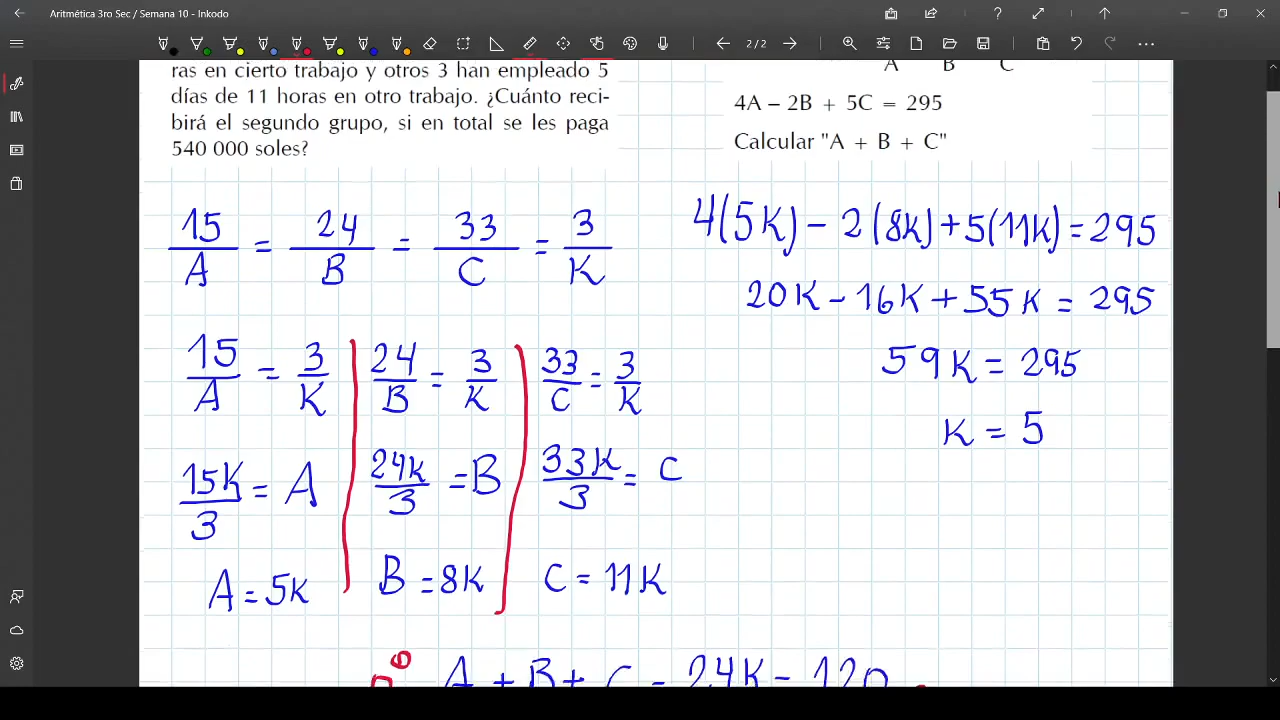 Aritmética 3ro Sec / Semana 10 - Inkodo
2/2
ras en cierto trabajo y otros 3 han empleado 5
días de 11 horas en otro trabajo. ¿Cuánto reci-
birá el segundo grupo, si en total se les paga
540 000 soles?
A B C
4A – 2B + 5C = 295
Calcular "A + B + C"
15/A = 24/B = 33/C = 3/K
15/A = 3/K
15K/3 = A
A = 5K
24/B = 3/K
24K/3 = B
B = 8K
33/C = 3/K
33K/3 = C
C = 11K
4(5K) - 2(8K) + 5(11K) = 295
20K - 16K + 55K = 295
59K = 295
K = 5
A + B + C = 24K = 120